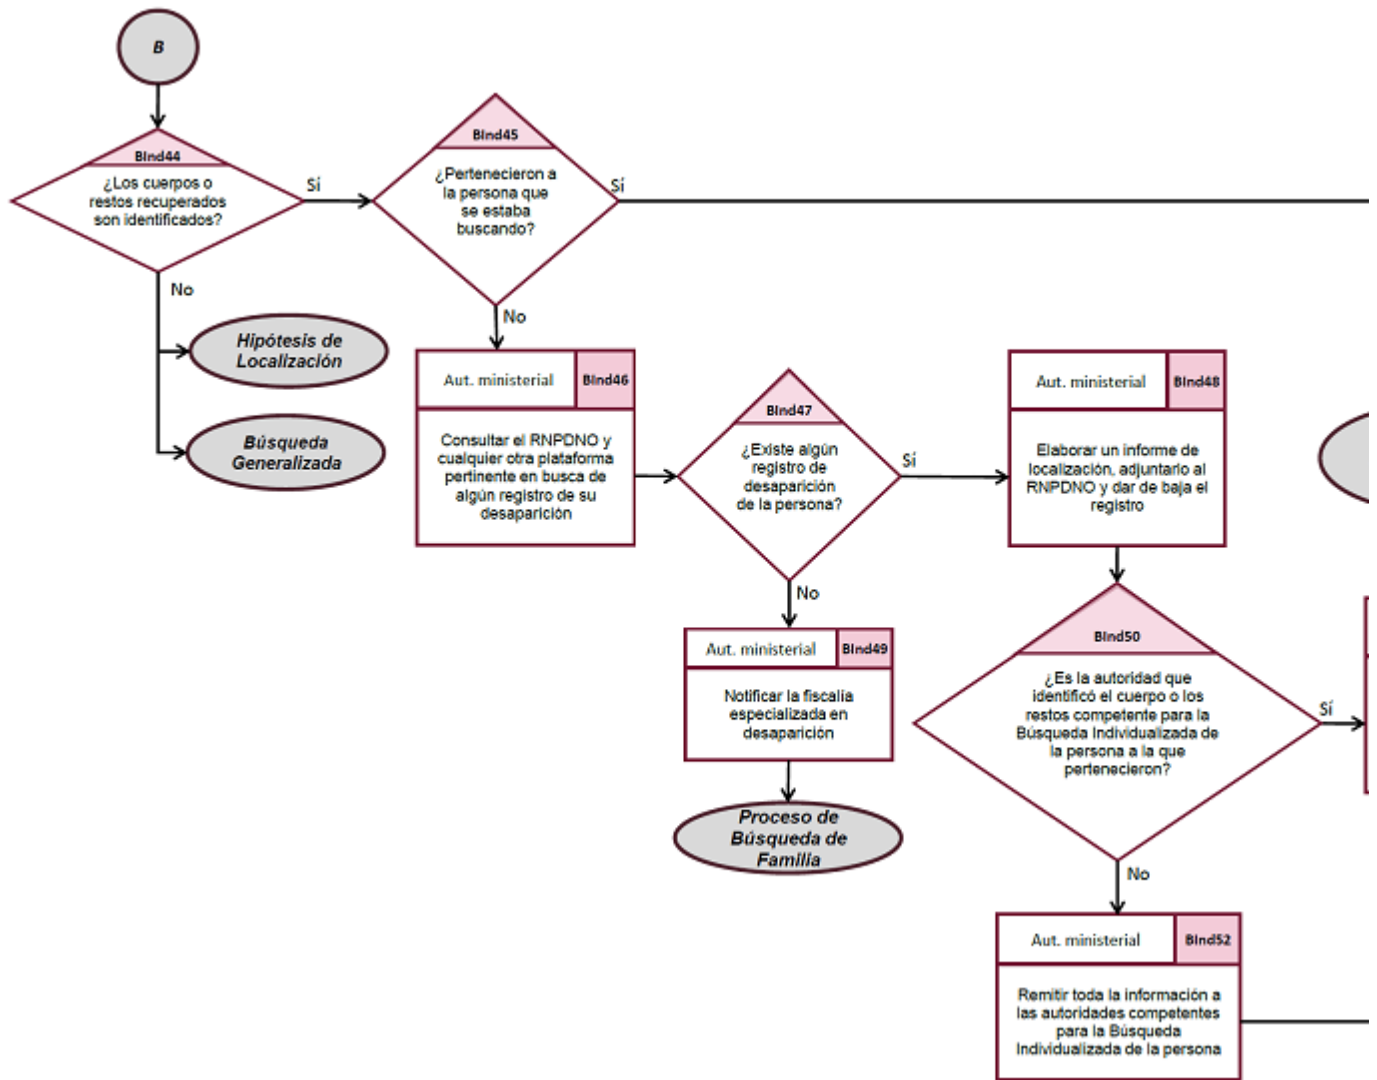 B
BInd44
¿Los cuerpos o
restos recuperados
son identificados?
Sí
No
BInd45
¿Pertenecieron a
la persona que
se estaba
buscando?
Sí
No
Hipótesis de
Localización
Búsqueda
Generalizada
Aut. ministerial
BInd46
Consultar el RNPDNO y
cualquier otra plataforma
pertinente en busca de
algún registro de su
desaparición
BInd47
¿Existe algún
registro de
desaparición
de la persona?
Sí
No
Aut. ministerial
BInd48
Elaborar un informe de
localización, adjuntarlo al
RNPDNO y dar de baja el
registro
Aut. ministerial
BInd49
Notificar la fiscalía
especializada en
desaparición
Proceso de
Búsqueda de
Familia
BInd50
¿Es la autoridad que
identificó el cuerpo o los
restos competente para la
Búsqueda Individualizada de
la persona a la que
pertenecieron?
Sí
No
Aut. ministerial
BInd52
Remitir toda la información a
las autoridades competentes
para la Búsqueda
Individualizada de la persona